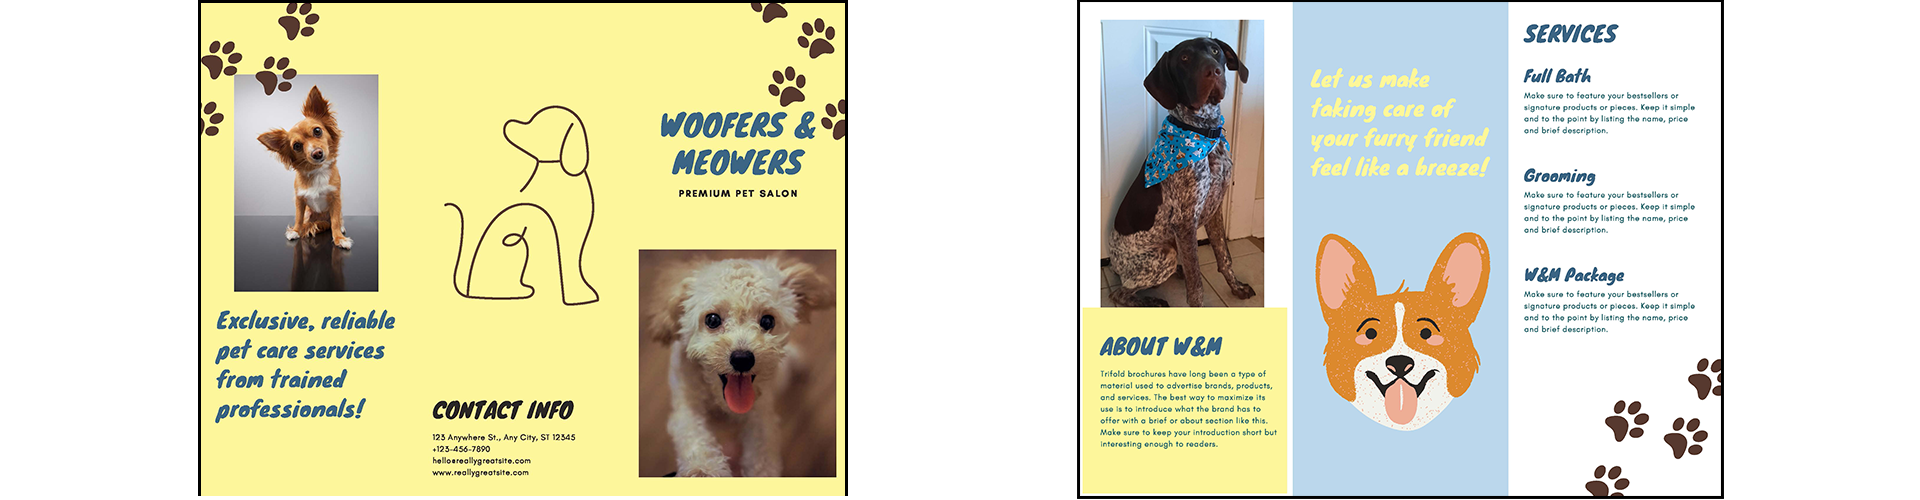 Exclusive, reliable
pet care services
from trained
professionals!
CONTACT INFO
123 Anywhere St., Any City, ST 12345
+123-456-7890
hello@reallygreatsite.com
www.reallygreatsite.com
WOOFERS &
MEOWERS
PREMIUM PET SALON
ABOUT W&M
Trifold brochures have long been a type of
material used to advertise brands, products,
and services. The best way to maximize its
use is to introduce what the brand has to
offer with a brief or about section like this.
Make sure to keep your introduction short but
interesting enough to readers.
Let us make
taking care of
your furry friend
feel like a breeze!
SERVICES
Full Bath
Make sure to feature your bestsellers or
signature products or pieces. Keep it simple
and to the point by listing the name, price
and brief description.
Grooming
Make sure to feature your bestsellers or
signature products or pieces. Keep it simple
and to the point by listing the name, price
and brief description.
W&M Package
Make sure to feature your bestsellers or
signature products or pieces. Keep it simple
and to the point by listing the name, price
and brief description.